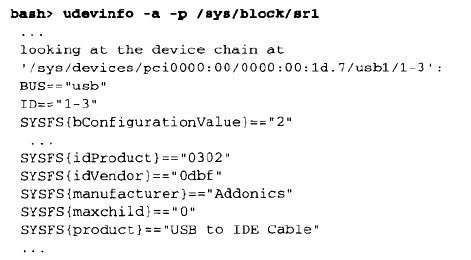 bash> udevinfo -a -p /sys/block/sr1
...
looking at the device chain at
'/sys/devices/pci0000:00/0000:00:1d.7/usb1/1-3':
BUS=="usb"
ID=="1-3"
SYSFS{bConfigurationValue}=="2"
...
SYSFS{idProduct}=="0302"
SYSFS{idVendor}=="0dbf"
SYSFS{manufacturer}=="Addonics"
SYSFS{maxchild}=="0"
SYSFS{product}=="USB to IDE Cable"
...